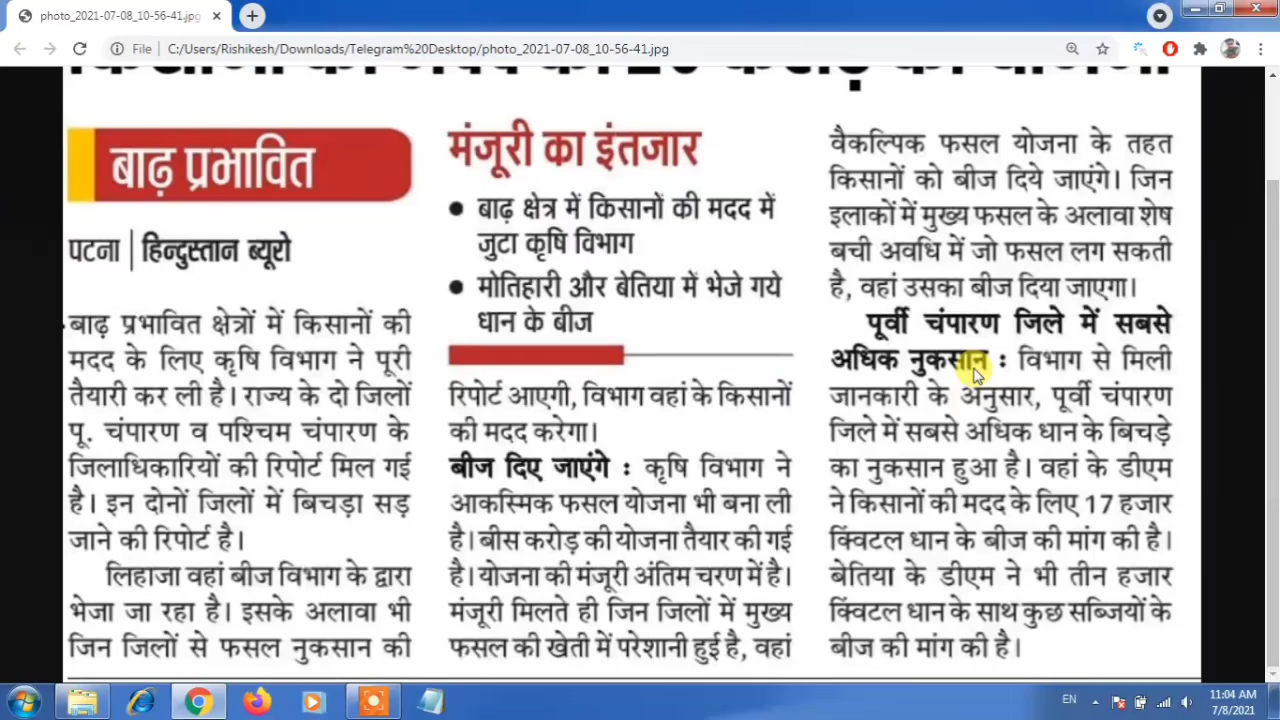 photo_2021-07-08_10-56-41.jpg
File
C:/Users/Rishikesh/Downloads/Telegram%20Desktop/photo_2021-07-08_10-56-41.jpg
बाढ़ प्रभावित
पटना | हिन्दुस्तान ब्यूरो
बाढ़ प्रभावित क्षेत्रों में किसानों की
मदद के लिए कृषि विभाग ने पूरी
तैयारी कर ली है। राज्य के दो जिलों
पू. चंपारण व पश्चिम चंपारण के
जिलाधिकारियों की रिपोर्ट मिल गई
है। इन दोनों जिलों में बिचड़ा सड़
जाने की रिपोर्ट है।
लिहाजा वहां बीज विभाग के द्वारा
भेजा जा रहा है। इसके अलावा भी
जिन जिलों से फसल नुकसान की
मंजूरी का इंतजार
● बाढ़ क्षेत्र में किसानों की मदद में
जुटा कृषि विभाग
● मोतिहारी और बेतिया में भेजे गये
धान के बीज
रिपोर्ट आएगी, विभाग वहां के किसानों
की मदद करेगा।
बीज दिए जाएंगे : कृषि विभाग ने
आकस्मिक फसल योजना भी बना ली
है। बीस करोड़ की योजना तैयार की गई
है। योजना की मंजूरी अंतिम चरण में है।
मंजूरी मिलते ही जिन जिलों में मुख्य
फसल की खेती में परेशानी हुई है, वहां
वैकल्पिक फसल योजना के तहत
किसानों को बीज दिये जाएंगे। जिन
इलाकों में मुख्य फसल के अलावा शेष
बची अवधि में जो फसल लग सकती
है, वहां उसका बीज दिया जाएगा।
पूर्वी चंपारण जिले में सबसे
अधिक नुकसान : विभाग से मिली
जानकारी के अनुसार, पूर्वी चंपारण
जिले में सबसे अधिक धान के बिचड़े
का नुकसान हुआ है। वहां के डीएम
ने किसानों की मदद के लिए 17 हजार
क्विंटल धान के बीज की मांग की है।
बेतिया के डीएम ने भी तीन हजार
क्विंटल धान के साथ कुछ सब्जियों के
बीज की मांग की है।
EN
11:04 AM
7/8/2021